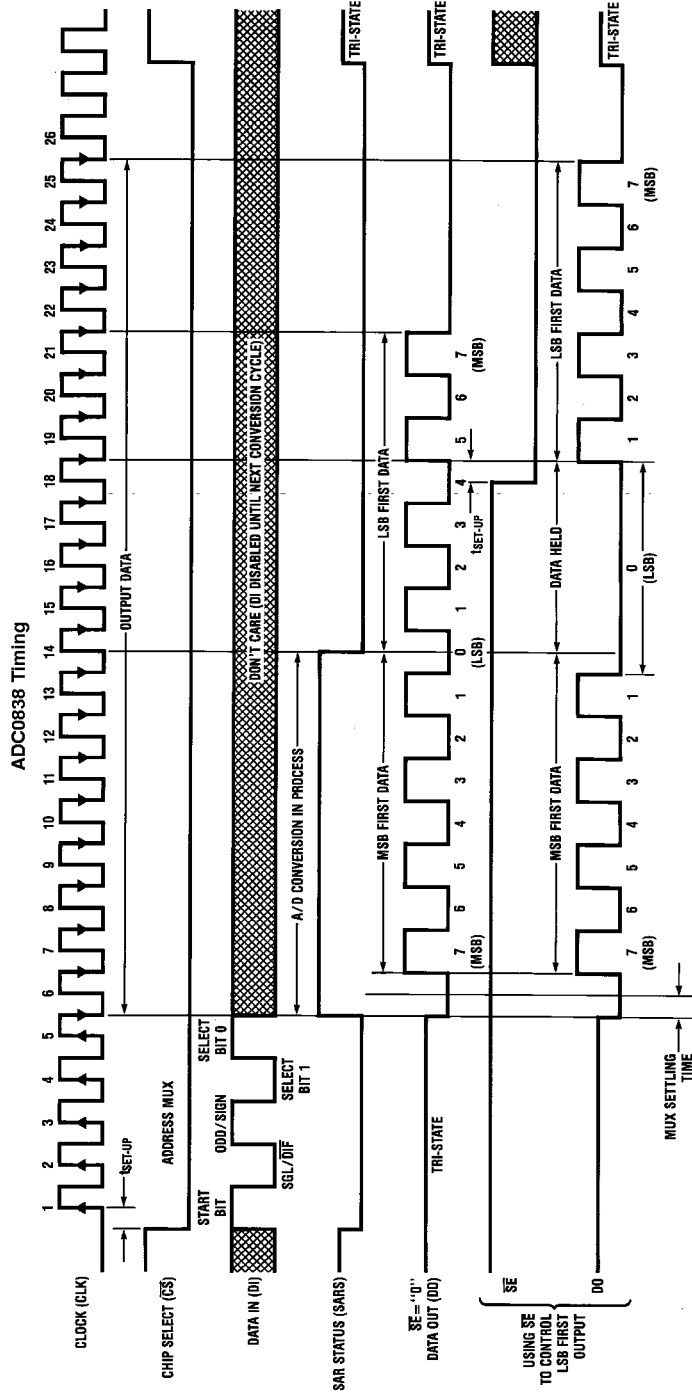 ADC0838 Timing
CLOCK (CLK)
1 2 3 4 5 6 7 8 9 10 11 12 13 14 15 16 17 18 19 20 21 22 23 24 25 26
tSET-UP
OUTPUT DATA
CHIP SELECT (CS)
ADDRESS MUX
DATA IN (DI)
START BIT
SGL/DIF
ODD/SIGN
SELECT BIT 1
SELECT BIT 0
DON'T CARE (DI DISABLED UNTIL NEXT CONVERSION CYCLE)
SAR STATUS (SARS)
A/D CONVERSION IN PROCESS
TRI-STATE
MSB FIRST DATA
LSB FIRST DATA
SE = "0"
DATA OUT (DO)
TRI-STATE
TRI-STATE
7 6 5 4 3 2 1 0 1 2 3 4 5 6 7
(MSB) (LSB) (MSB)
tSET-UP
USING SE
TO CONTROL
LSB FIRST
OUTPUT
SE
MSB FIRST DATA
DATA HELD
LSB FIRST DATA
DO
TRI-STATE
7 6 5 4 3 2 1 0 1 2 3 4 5 6 7
(MSB) (LSB) (MSB)
MUX SETTLING
TIME